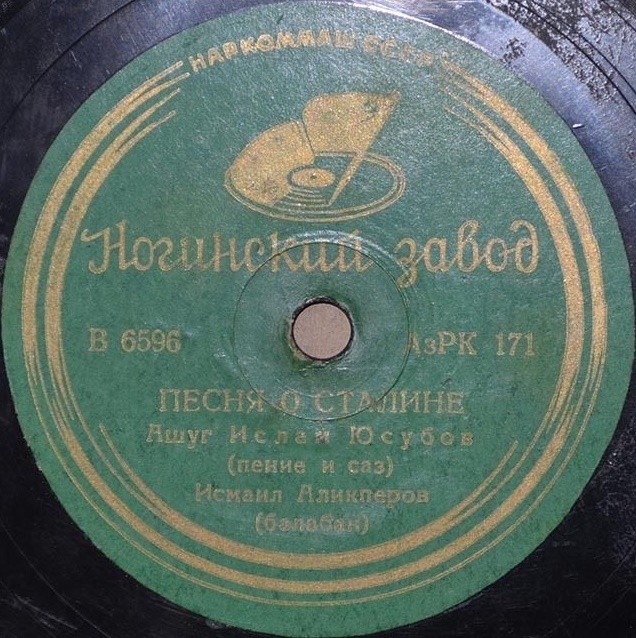 НАРКОММАШ СССР
Ногинский завод
В 6596 АзРК 171
ПЕСНЯ О СТАЛИНЕ
Ашуг Ислам Юсубов
(пение и саз)
Исмаил Аликперов
(балабан)